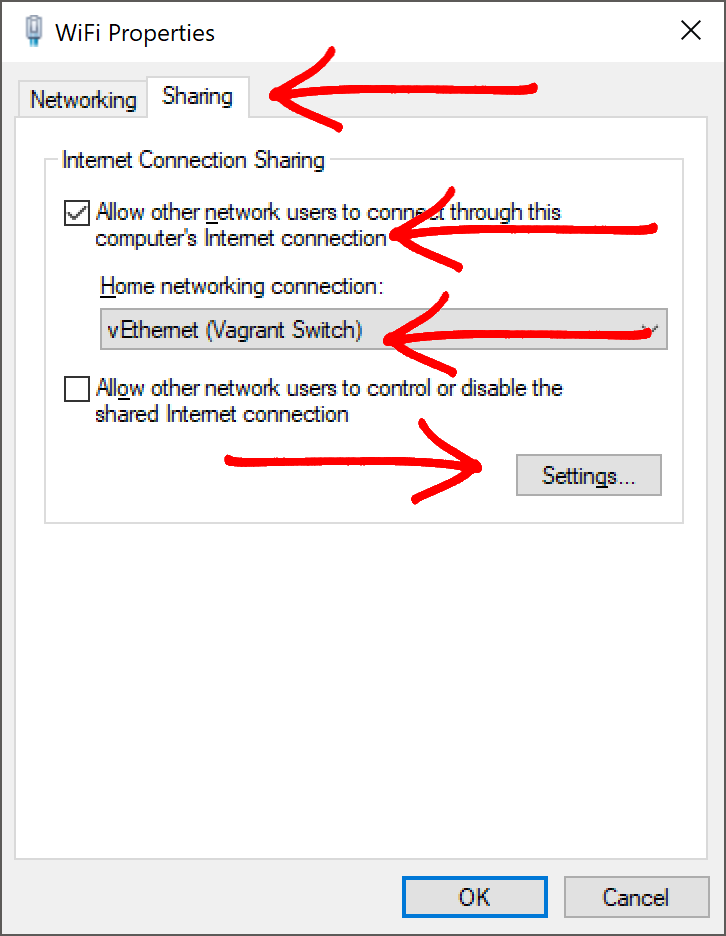 WiFi Properties
Networking
Sharing
Internet Connection Sharing
Allow other network users to connect through this
computer's Internet connection
Home networking connection:
vEthernet (Vagrant Switch)
Allow other network users to control or disable the
shared Internet connection
Settings...
OK
Cancel